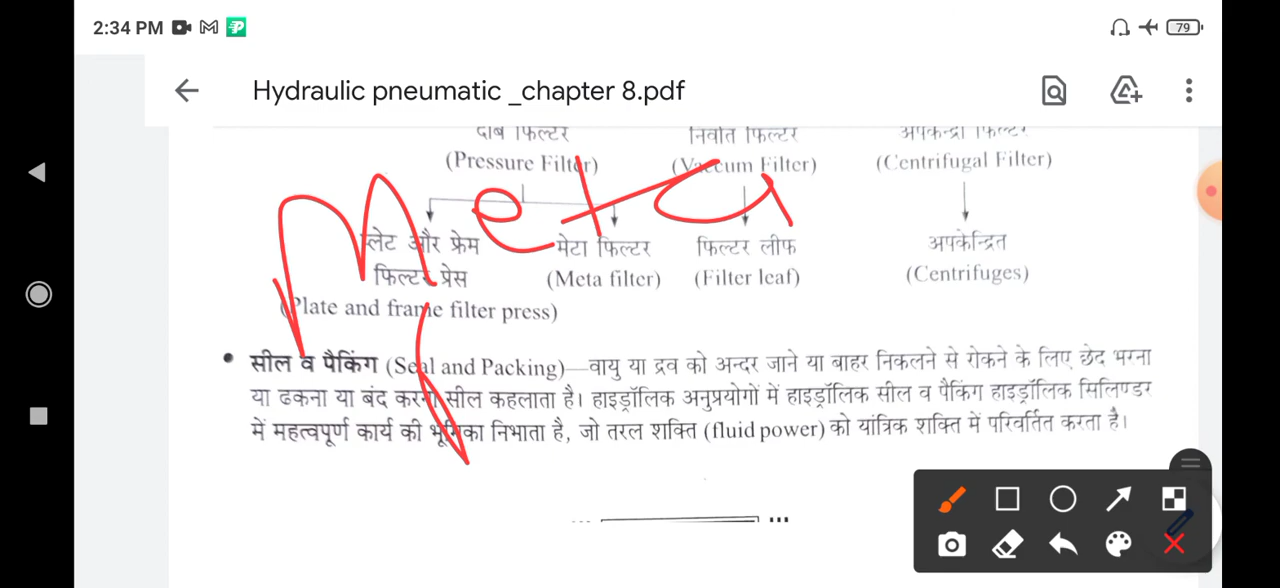 2:34 PM
79
Hydraulic pneumatic _chapter 8.pdf
दाब फिल्टर निर्वात फिल्टर अपकेन्द्री फिल्टर
(Pressure Filter) (Vaccum Filter) (Centrifugal Filter)
प्लेट और फ्रेम मेटा फिल्टर फिल्टर लीफ अपकेन्द्रित
फिल्टर प्रेस (Meta filter) (Filter leaf) (Centrifuges)
(Plate and frame filter press)
Meta
• सील व पैकिंग (Seal and Packing)—वायु या द्रव को अन्दर जाने या बाहर निकलने से रोकने के लिए छेद भरना
या ढकना या बंद करना सील कहलाता है। हाइड्रॉलिक अनुप्रयोगों में हाइड्रॉलिक सील व पैकिंग हाइड्रॉलिक सिलिण्डर
में महत्वपूर्ण कार्य की भूमिका निभाता है, जो तरल शक्ति (fluid power) को यांत्रिक शक्ति में परिवर्तित करता है।